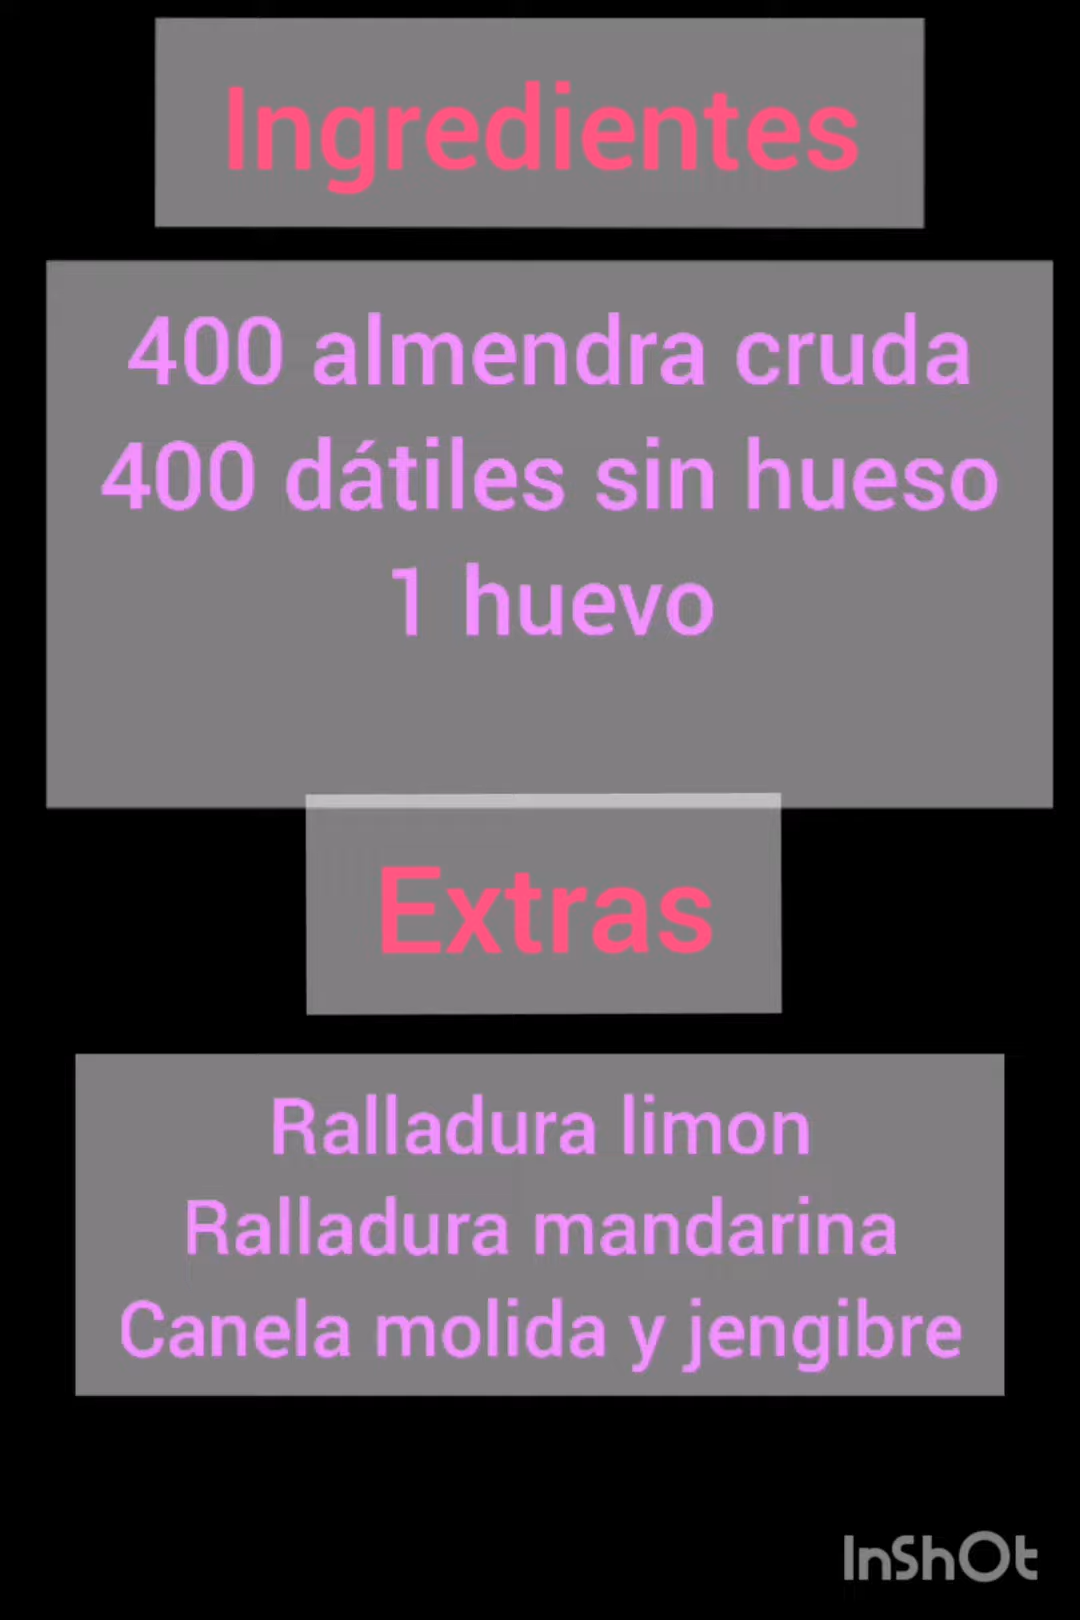 Ingredientes
400 almendra cruda
400 dátiles sin hueso
1 huevo
Extras
Ralladura limon
Ralladura mandarina
Canela molida y jengibre
InShOt